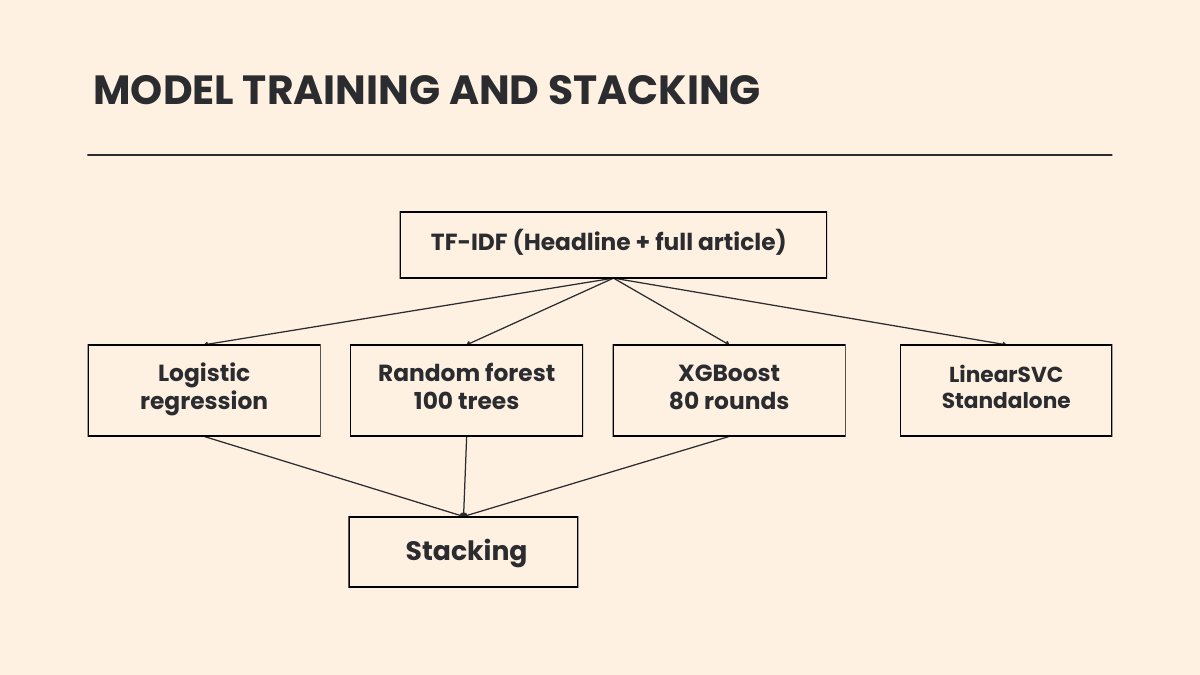 MODEL TRAINING AND STACKING
TF-IDF (Headline + full article)
Logistic
regression
Random forest
100 trees
XGBoost
80 rounds
LinearSVC
Standalone
Stacking